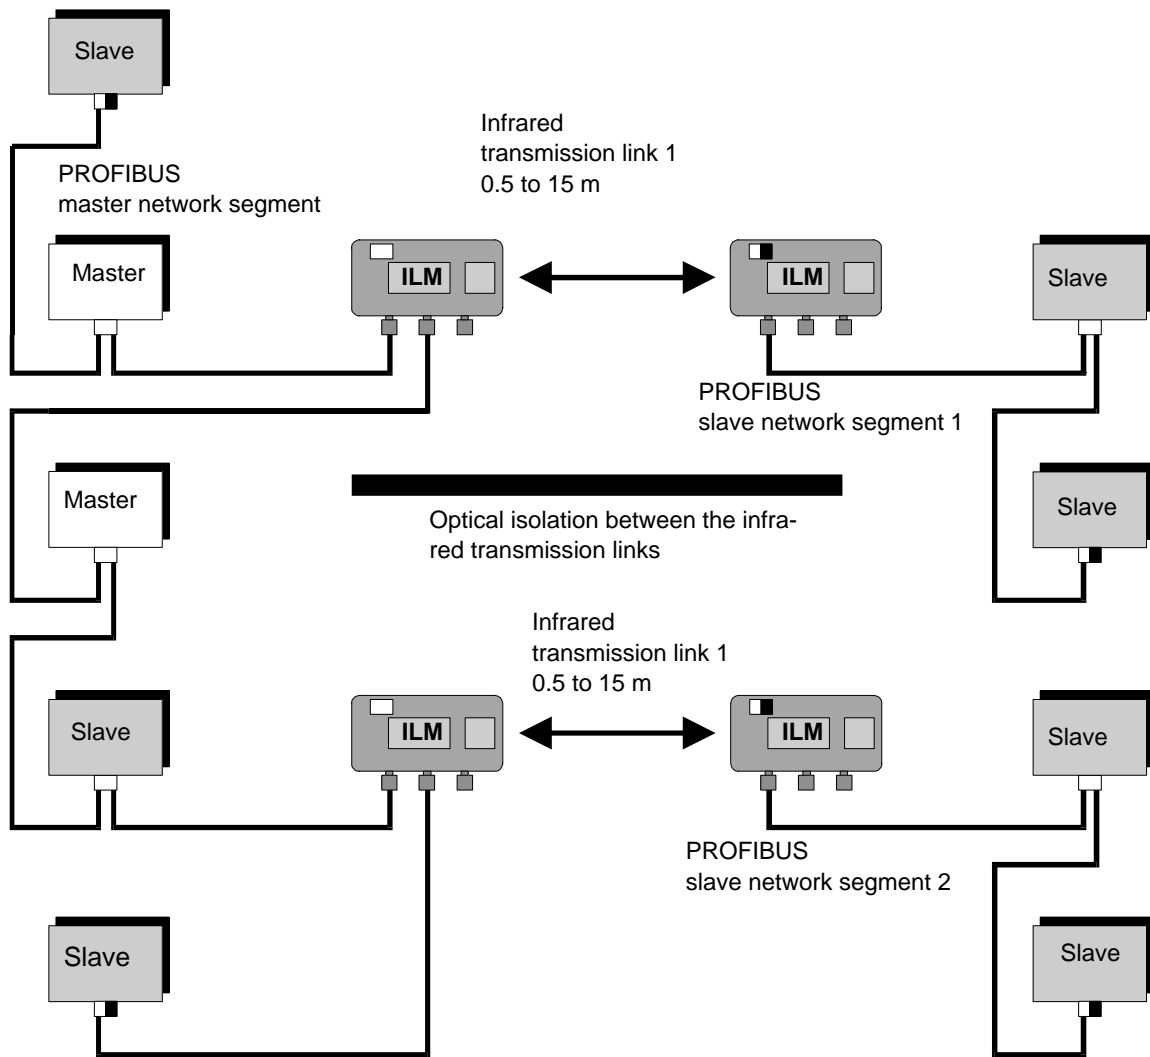 Slave
Infrared
transmission link 1
0.5 to 15 m
PROFIBUS
master network segment
Master
ILM
ILM
Slave
PROFIBUS
slave network segment 1
Master
Optical isolation between the infra-
red transmission links
Slave
Infrared
transmission link 1
0.5 to 15 m
Slave
ILM
ILM
Slave
PROFIBUS
slave network segment 2
Slave
Slave